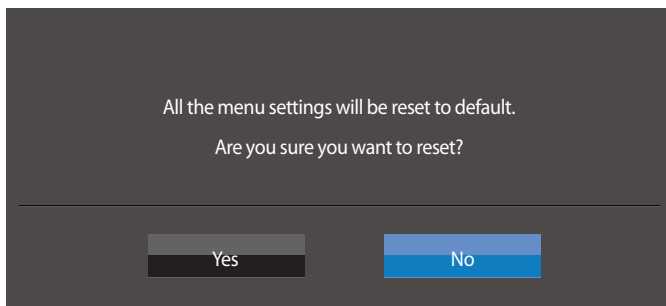 All the menu settings will be reset to default.
Are you sure you want to reset?
Yes No